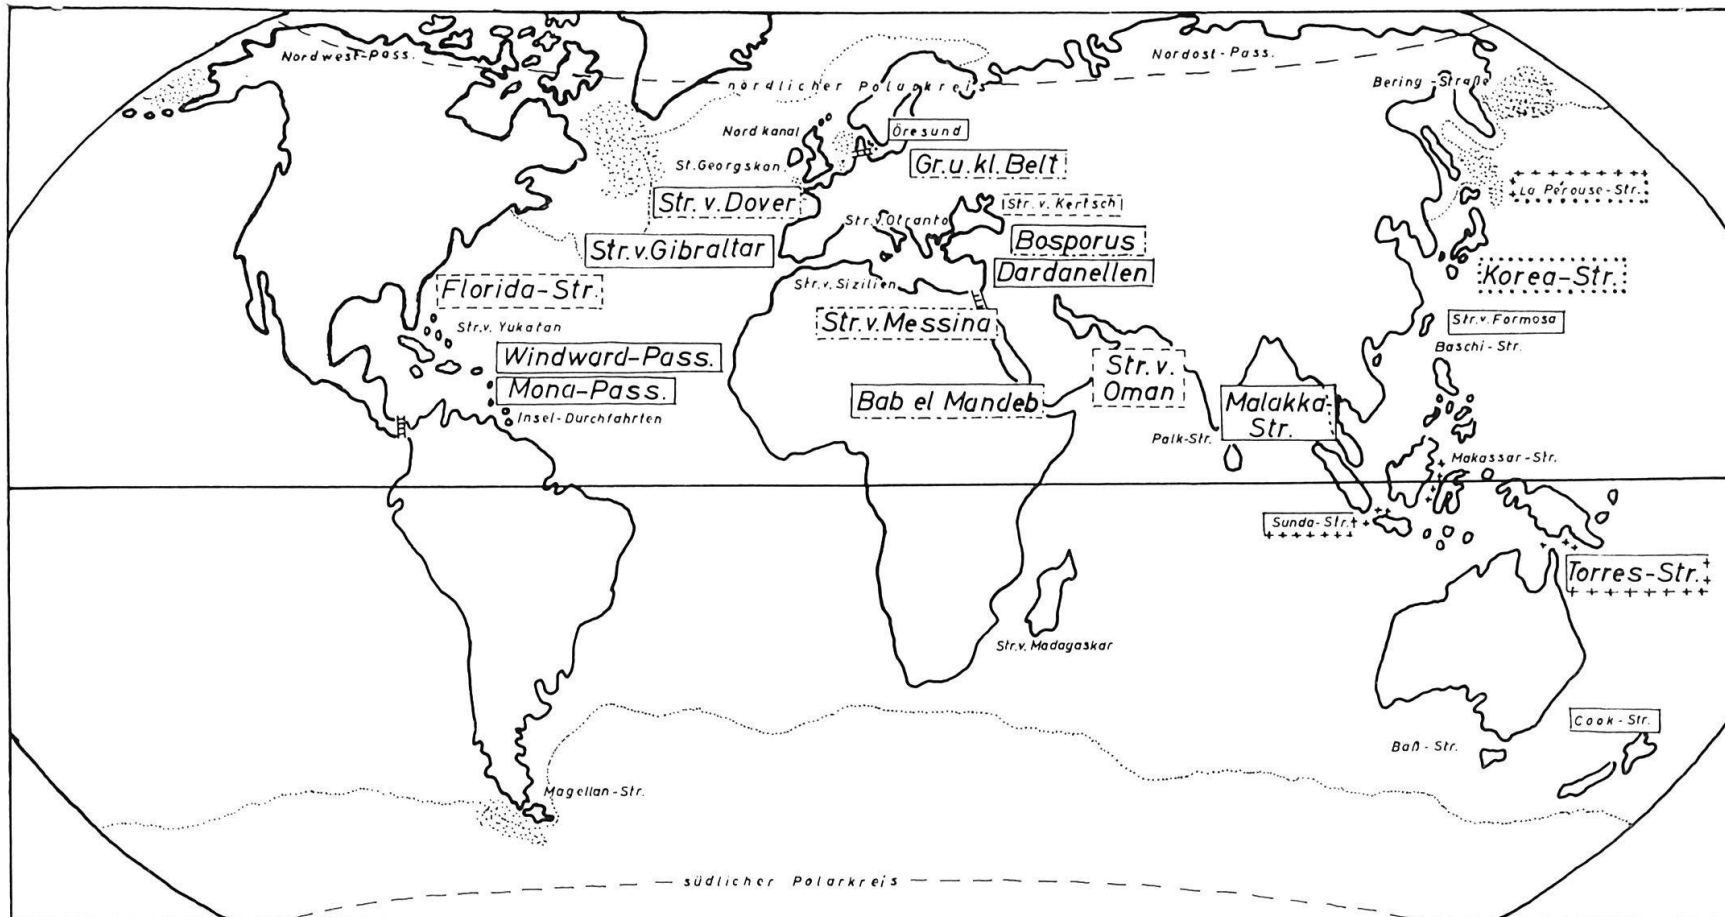 Nordwest-Pass.
Nordost-Pass.
nördlicher Polarkreis
Bering-Straße
Nordkanal
Öresund
St.Georgskan.
Gr.u.kl.Belt
La Pérouse-Str.
Str.v.Dover
Str.v.Kertsch
Str.v.Otranto
Str.v.Gibraltar
Bosporus
Dardanellen
Korea-Str.
Florida-Str.
Str.v.Sizilien
Str.v.Yukatan
Str.v.Messina
Str.v.Formosa
Baschi-Str.
Windward-Pass.
Mona-Pass.
Str.v.
Oman
Bab el Mandeb
Malakka-
Str.
Insel-Durchfahrten
Palk-Str.
Makassar-Str.
Sunda-Str.
Torres-Str.
Str.v.Madagaskar
Cook-Str.
Baß-Str.
Magellan-Str.
südlicher Polarkreis